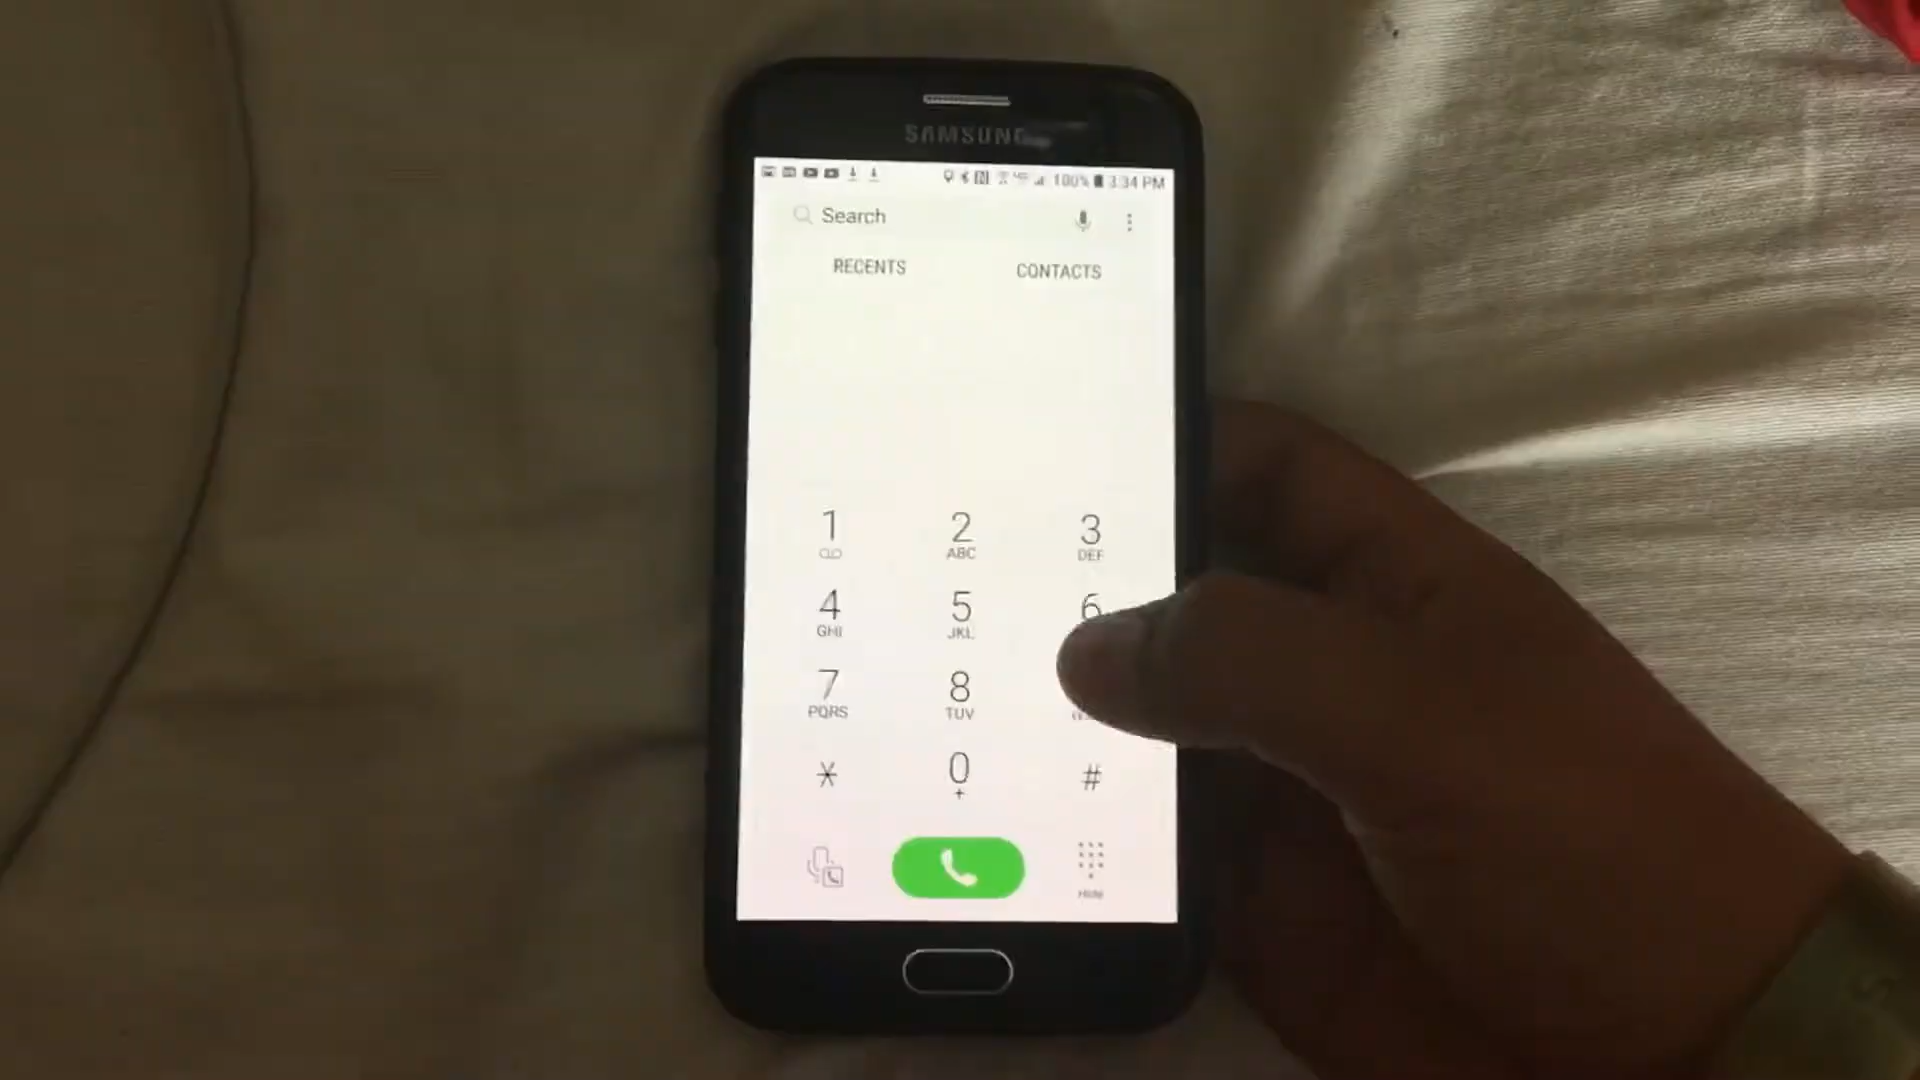 SAMSUNG
100% 3:34 PM
Search
RECENTS CONTACTS
1 2 3
ABC DEF
4 5 6
GHI JKL
7 8
PQRS TUV
* 0 #
+
HIDE